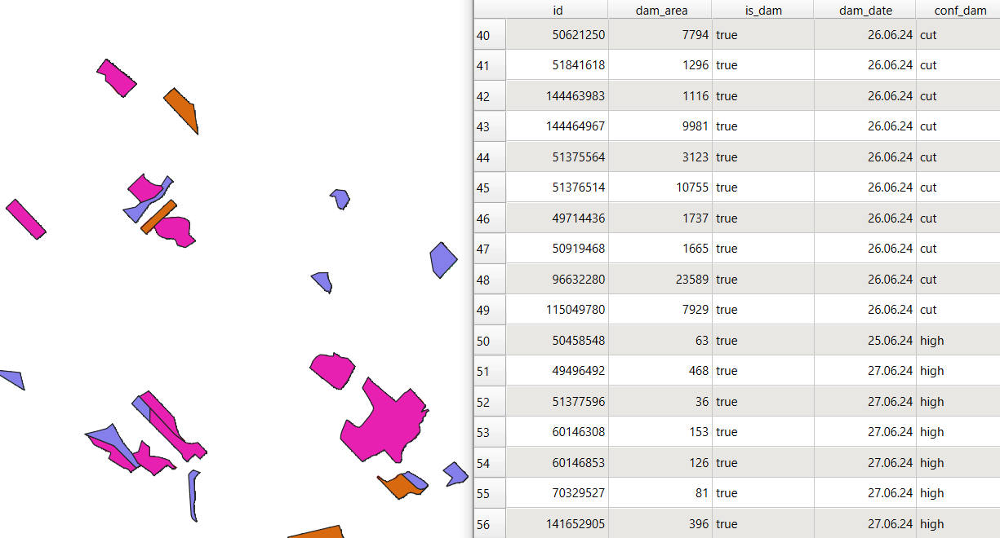 id dam_area is_dam dam_date conf_dam
40 50621250 7794 true 26.06.24 cut
41 51841618 1296 true 26.06.24 cut
42 144463983 1116 true 26.06.24 cut
43 144464967 9981 true 26.06.24 cut
44 51375564 3123 true 26.06.24 cut
45 51376514 10755 true 26.06.24 cut
46 49714436 1737 true 26.06.24 cut
47 50919468 1665 true 26.06.24 cut
48 96632280 23589 true 26.06.24 cut
49 115049780 7929 true 26.06.24 cut
50 50458548 63 true 25.06.24 high
51 49496492 468 true 27.06.24 high
52 51377596 36 true 27.06.24 high
53 60146308 153 true 27.06.24 high
54 60146853 126 true 27.06.24 high
55 70329527 81 true 27.06.24 high
56 141652905 396 true 27.06.24 high